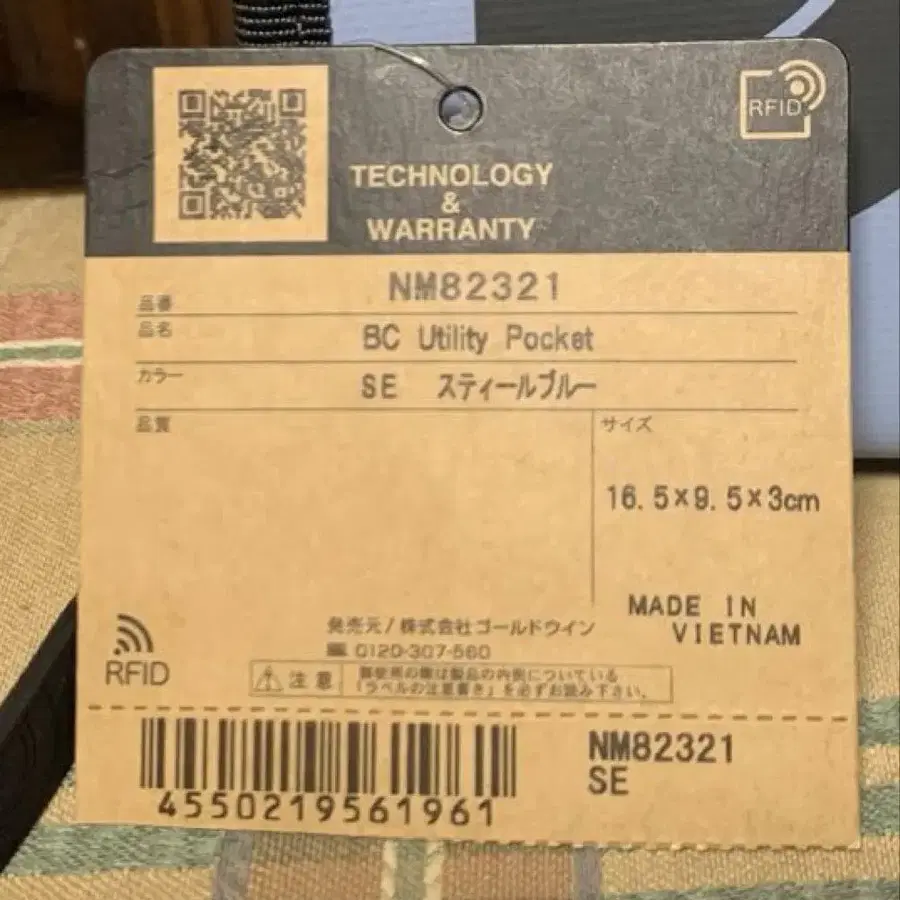 RFID
TECHNOLOGY
&
WARRANTY
品番 NM82321
品名 BC Utility Pocket
カラー SE スティールブルー
品質
サイズ
16.5×9.5×3cm
MADE IN
VIETNAM
発売元/株式会社ゴールドウイン
0120-307-560
RFID
注意
御使用の際は製品の内側についている
「ラベルの注意書き」を必ずお読み下さい。
4550219561961
NM82321
SE